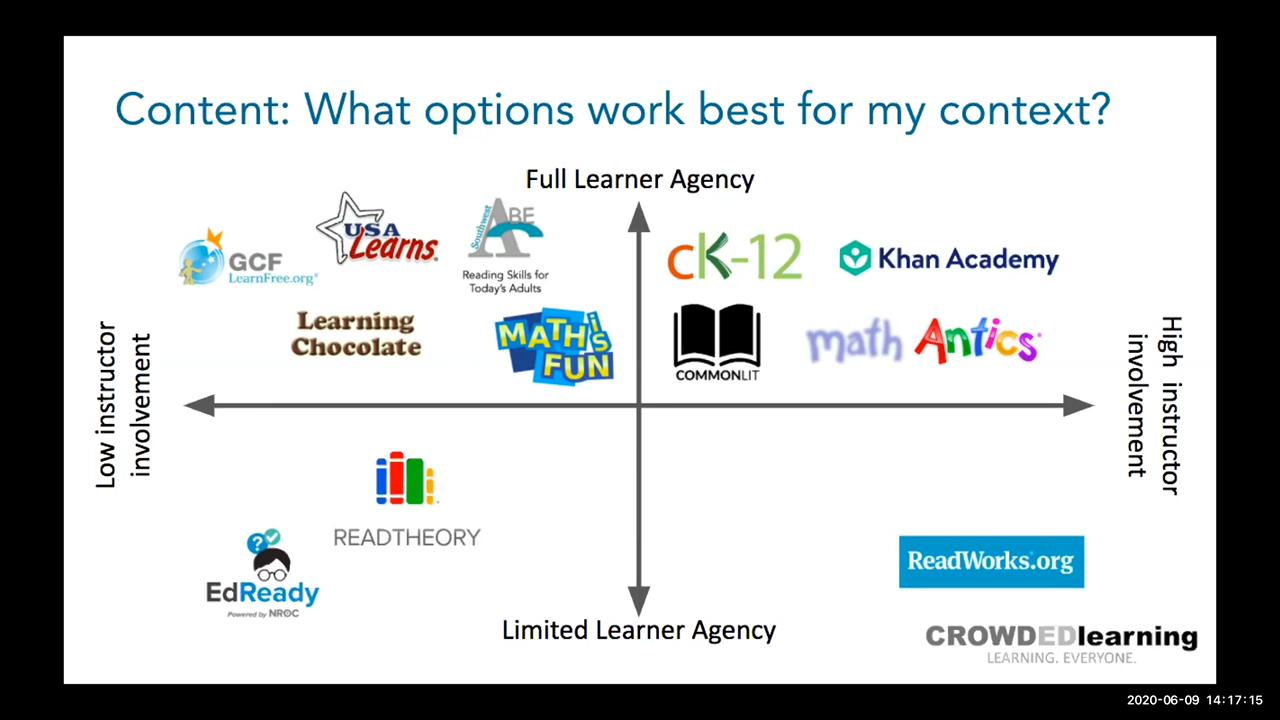 Content: What options work best for my context?
Full Learner Agency
GCF
LearnFree.org®
USA
Learns®
Southwest
ABE
Reading Skills for
Today's Adults
cK-12
Khan Academy
Learning
Chocolate
MATH is
FUN
COMMONLIT
math Antics
Low instructor
involvement
High instructor
involvement
READTHEORY
?
EdReady
Powered by NROC
ReadWorks.org
Limited Learner Agency
CROWDEDlearning
LEARNING. EVERYONE.
2020-06-09 14:17:15